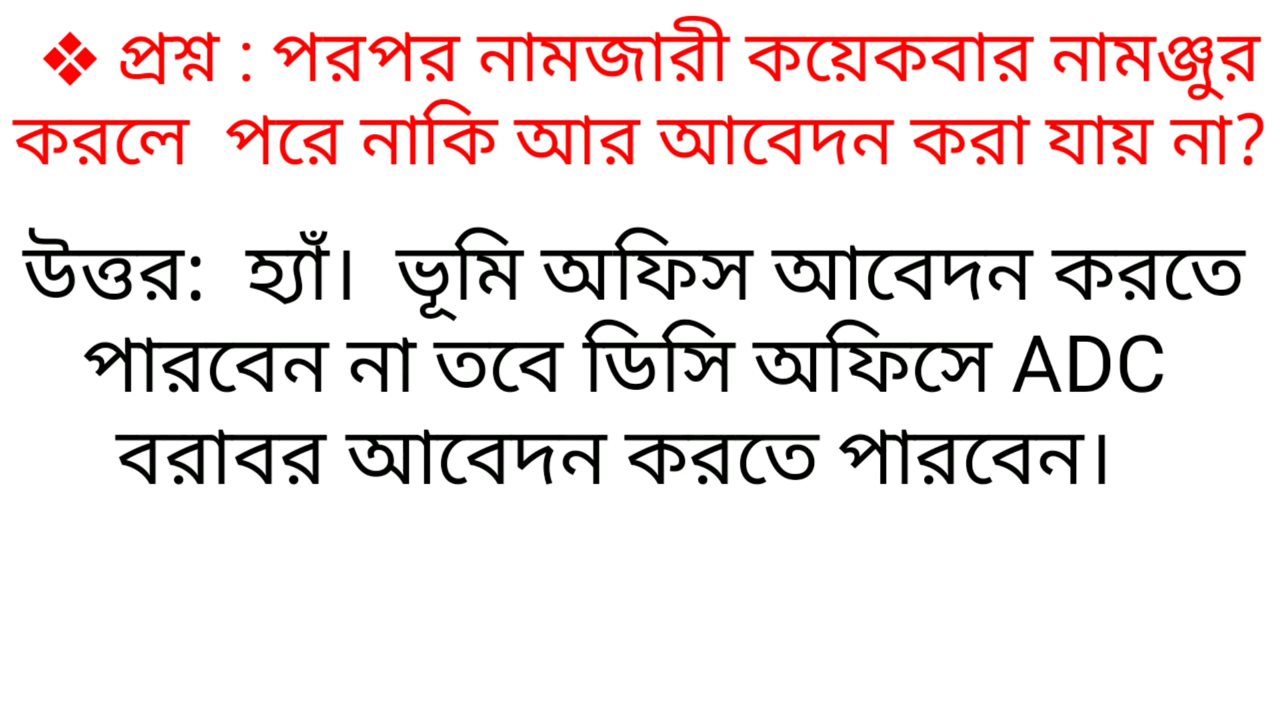 ❖ প্রশ্ন : পরপর নামজারী কয়েকবার নামঞ্জুর
করলে পরে নাকি আর আবেদন করা যায় না?
উত্তর: হ্যাঁ। ভূমি অফিস আবেদন করতে
পারবেন না তবে ডিসি অফিসে ADC
বরাবর আবেদন করতে পারবেন।